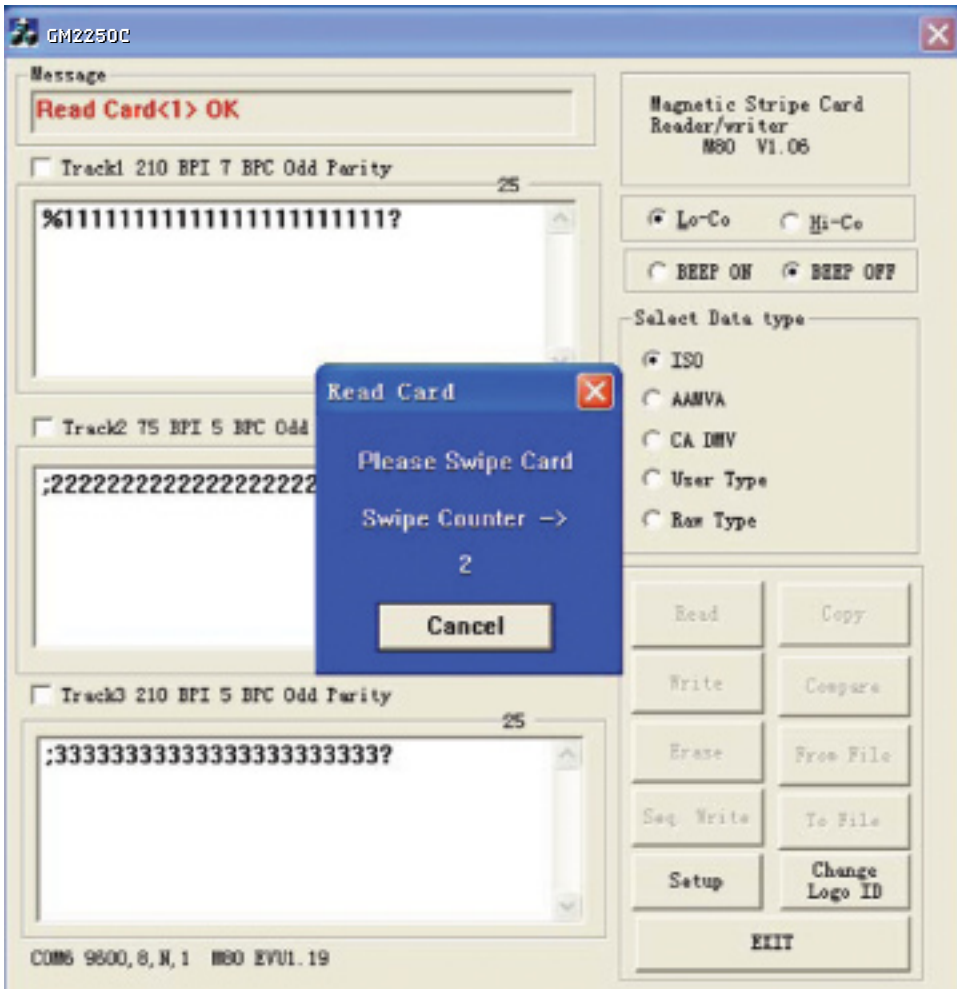 GM2250C
Message
Read Card<1> OK
Track1 210 BPI 7 BPC Odd Parity
25
%11111111111111111111111?
Track2 75 BPI 5 BPC Odd
;2222222222222222222
Track3 210 BPI 5 BPC Odd Parity
25
;33333333333333333333333?
COM6 9600,8,N,1 M80 EVU1.19
Read Card
Please Swipe Card
Swipe Counter ->
2
Cancel
Magnetic Stripe Card
Reader/writer
M80 V1.06
Lo-Co Hi-Co
BEEP ON BEEP OFF
Select Data type
ISO
AAMVA
CA DMV
User Type
Raw Type
Read Copy
Write Compare
Erase From File
Seq. Write To File
Setup Change
Logo ID
EXIT